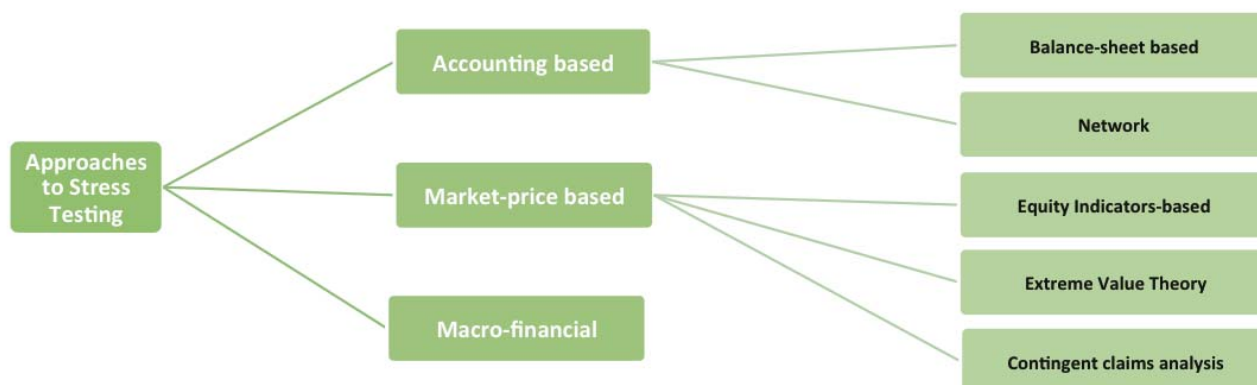 Approaches
to Stress
Testing
Accounting based
Market-price based
Macro-financial
Balance-sheet based
Network
Equity Indicators-based
Extreme Value Theory
Contingent claims analysis